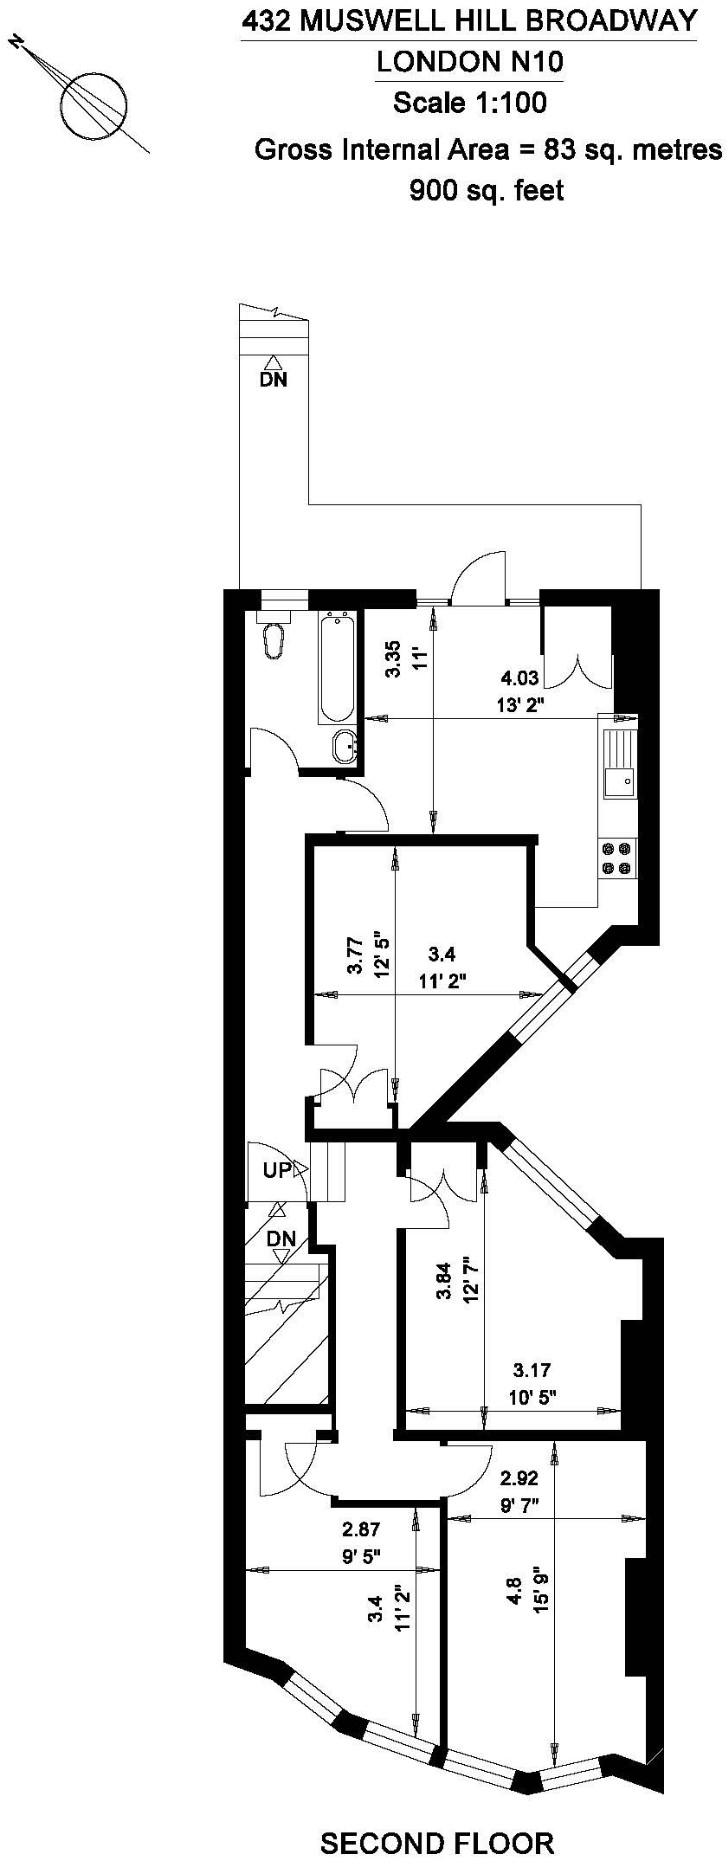 432 MUSWELL HILL BROADWAY
LONDON N10
Scale 1:100
Gross Internal Area = 83 sq. metres
900 sq. feet
N
DN
3.35
11'
4.03
13' 2"
3.77
12' 5"
3.4
11' 2"
UP
DN
3.84
12' 7"
3.17
10' 5"
2.92
9' 7"
2.87
9' 5"
3.4
11' 2"
4.8
15' 9"
SECOND FLOOR